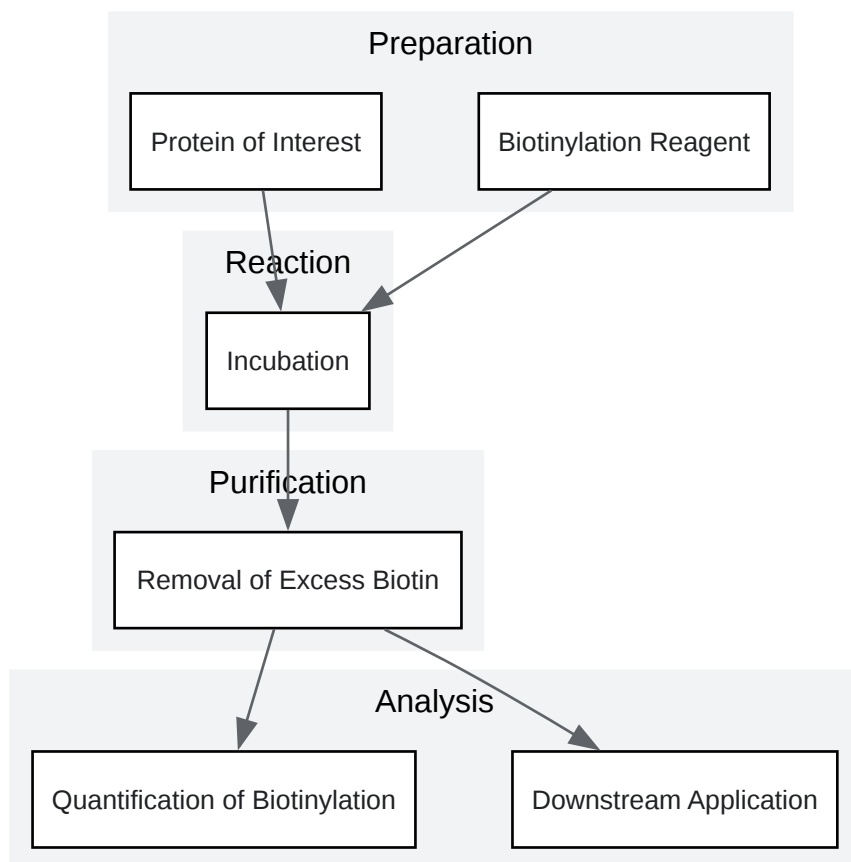 Preparation
Protein of Interest
Biotinylation Reagent
Reaction
Incubation
Purification
Removal of Excess Biotin
Analysis
Quantification of Biotinylation
Downstream Application